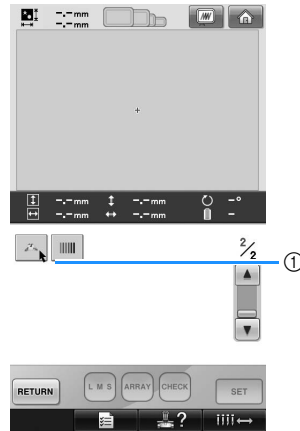 -.- mm
-.- mm
-.- mm -.- mm -°
-.- mm -.- mm -
2/2
①
RETURN L M S ARRAY CHECK SET
?